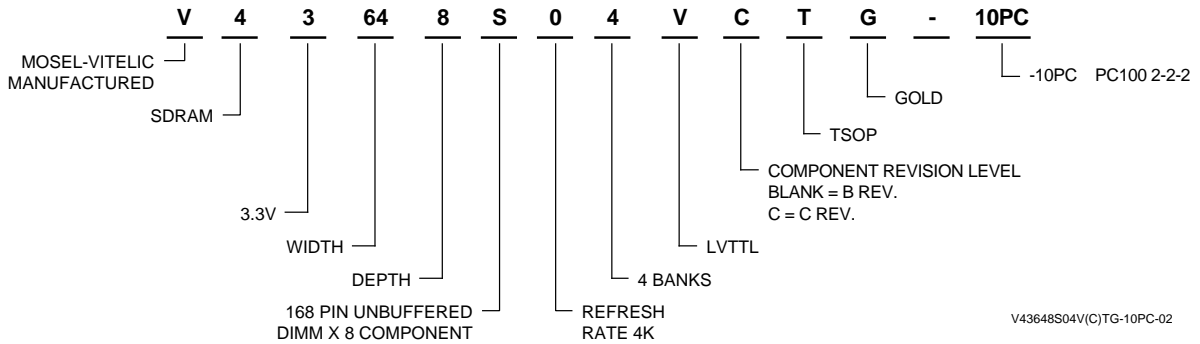 V 4 3 64 8 S 0 4 V C T G - 10PC
MOSEL-VITELIC
MANUFACTURED
-10PC PC100 2-2-2
GOLD
SDRAM
TSOP
COMPONENT REVISION LEVEL
BLANK = B REV.
C = C REV.
3.3V
WIDTH
LVTTL
DEPTH
4 BANKS
168 PIN UNBUFFERED
DIMM X 8 COMPONENT
REFRESH
RATE 4K
V43648S04V(C)TG-10PC-02